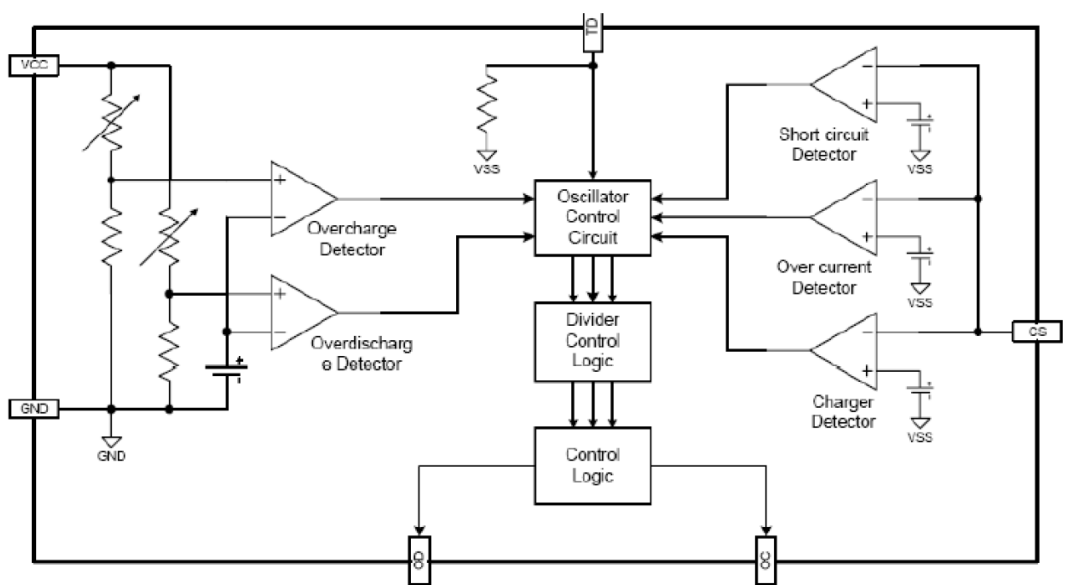 TD
VCC
VSS
Short circuit
Detector
VSS
Overcharge
Detector
Oscillator
Control
Circuit
Over current
Detector
VSS
Overdischarg
e Detector
Divider
Control
Logic
CS
Charger
Detector
VSS
GND
GND
Control
Logic
OD
OC